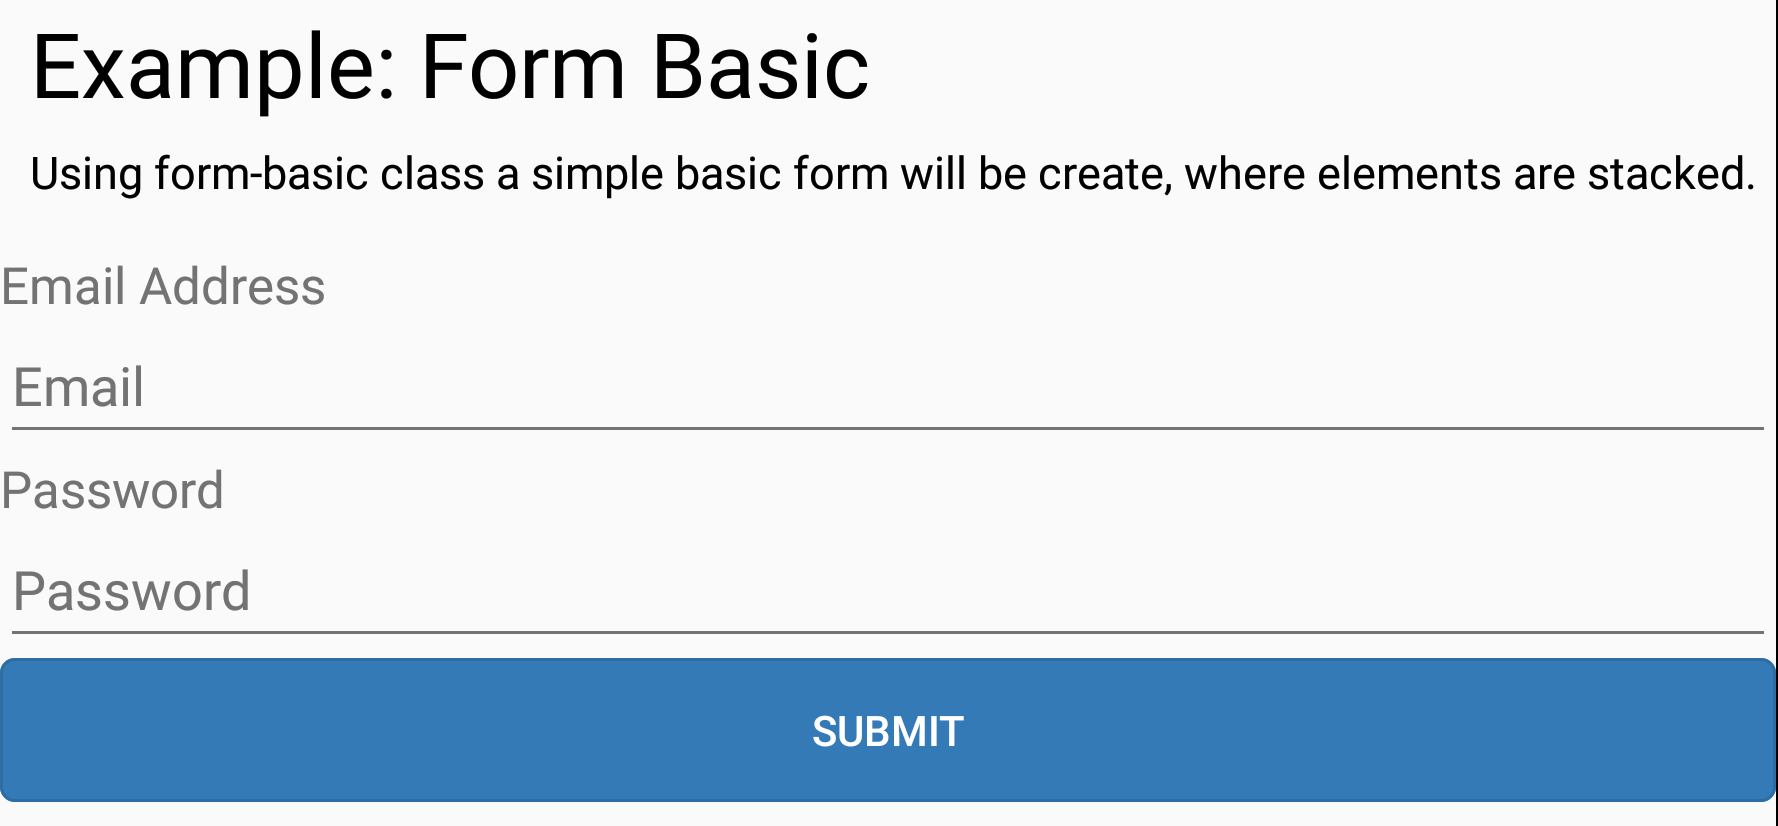 Example: Form Basic
Using form-basic class a simple basic form will be create, where elements are stacked.
Email Address
Email
Password
Password
SUBMIT